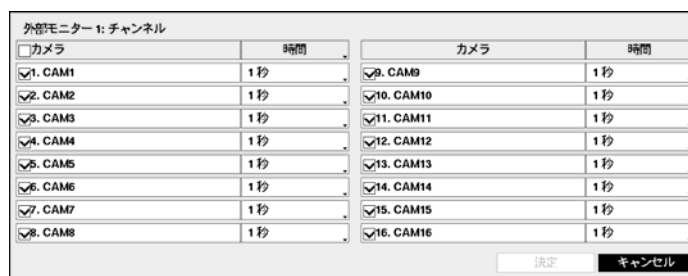 外部モニター 1: チャンネル
カメラ 時間 カメラ 時間
1. CAM1 1 秒 9. CAM9 1 秒
2. CAM2 1 秒 10. CAM10 1 秒
3. CAM3 1 秒 11. CAM11 1 秒
4. CAM4 1 秒 12. CAM12 1 秒
5. CAM5 1 秒 13. CAM13 1 秒
6. CAM6 1 秒 14. CAM14 1 秒
7. CAM7 1 秒 15. CAM15 1 秒
8. CAM8 1 秒 16. CAM16 1 秒
決定 キャンセル